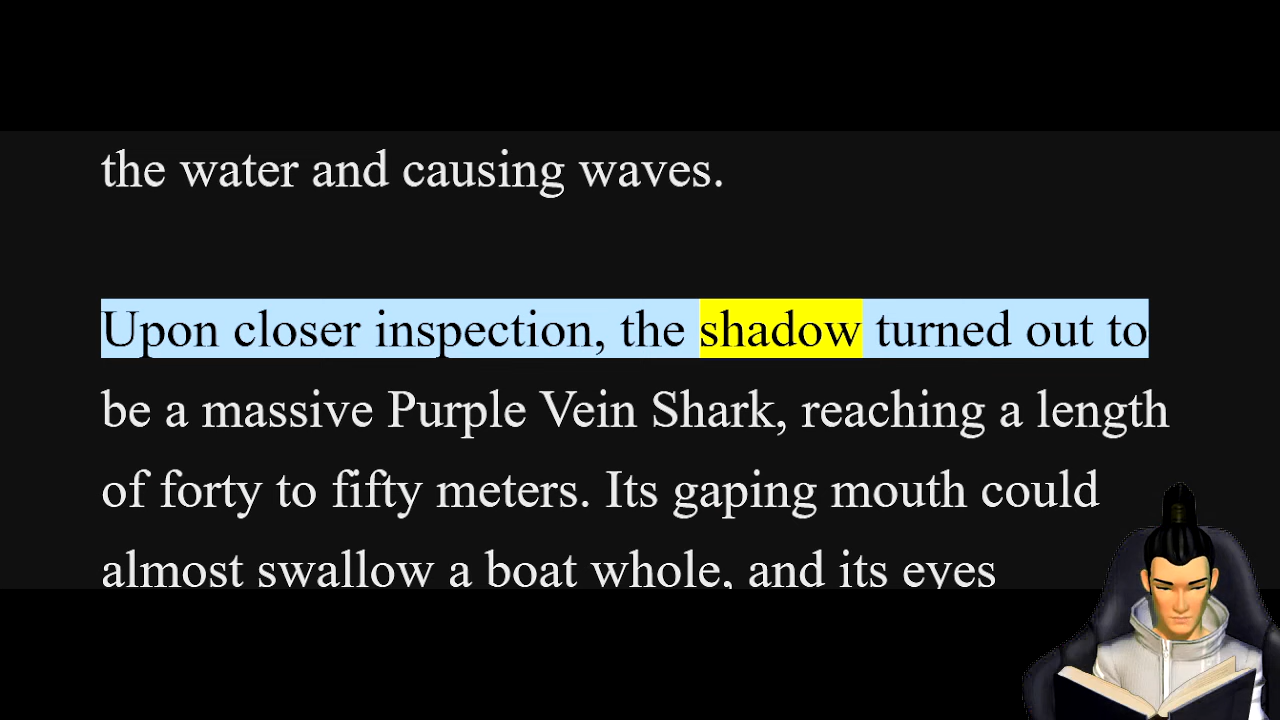 the water and causing waves.
Upon closer inspection, the shadow turned out to
be a massive Purple Vein Shark, reaching a length
of forty to fifty meters. Its gaping mouth could
almost swallow a boat whole, and its eyes